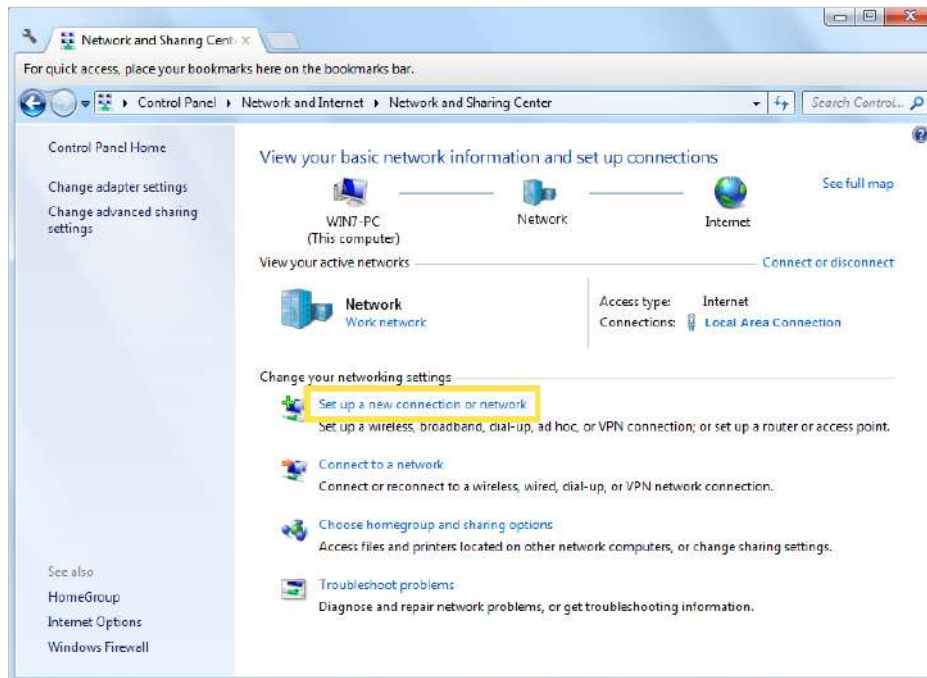 Network and Sharing Cent
For quick access, place your bookmarks here on the bookmarks bar.
Control Panel Network and Internet Network and Sharing Center
Search Control...
Control Panel Home
Change adapter settings
Change advanced sharing
settings
View your basic network information and set up connections
See full map
WIN7-PC
(This computer)
Network
Internet
View your active networks
Connect or disconnect
Network
Work network
Access type: Internet
Connections: Local Area Connection
Change your networking settings
Set up a new connection or network
Set up a wireless, broadband, dial-up, ad hoc, or VPN connection; or set up a router or access point.
Connect to a network
Connect or reconnect to a wireless, wired, dial-up, or VPN network connection.
Choose homegroup and sharing options
Access files and printers located on other network computers, or change sharing settings.
Troubleshoot problems
Diagnose and repair network problems, or get troubleshooting information.
See also
HomeGroup
Internet Options
Windows Firewall